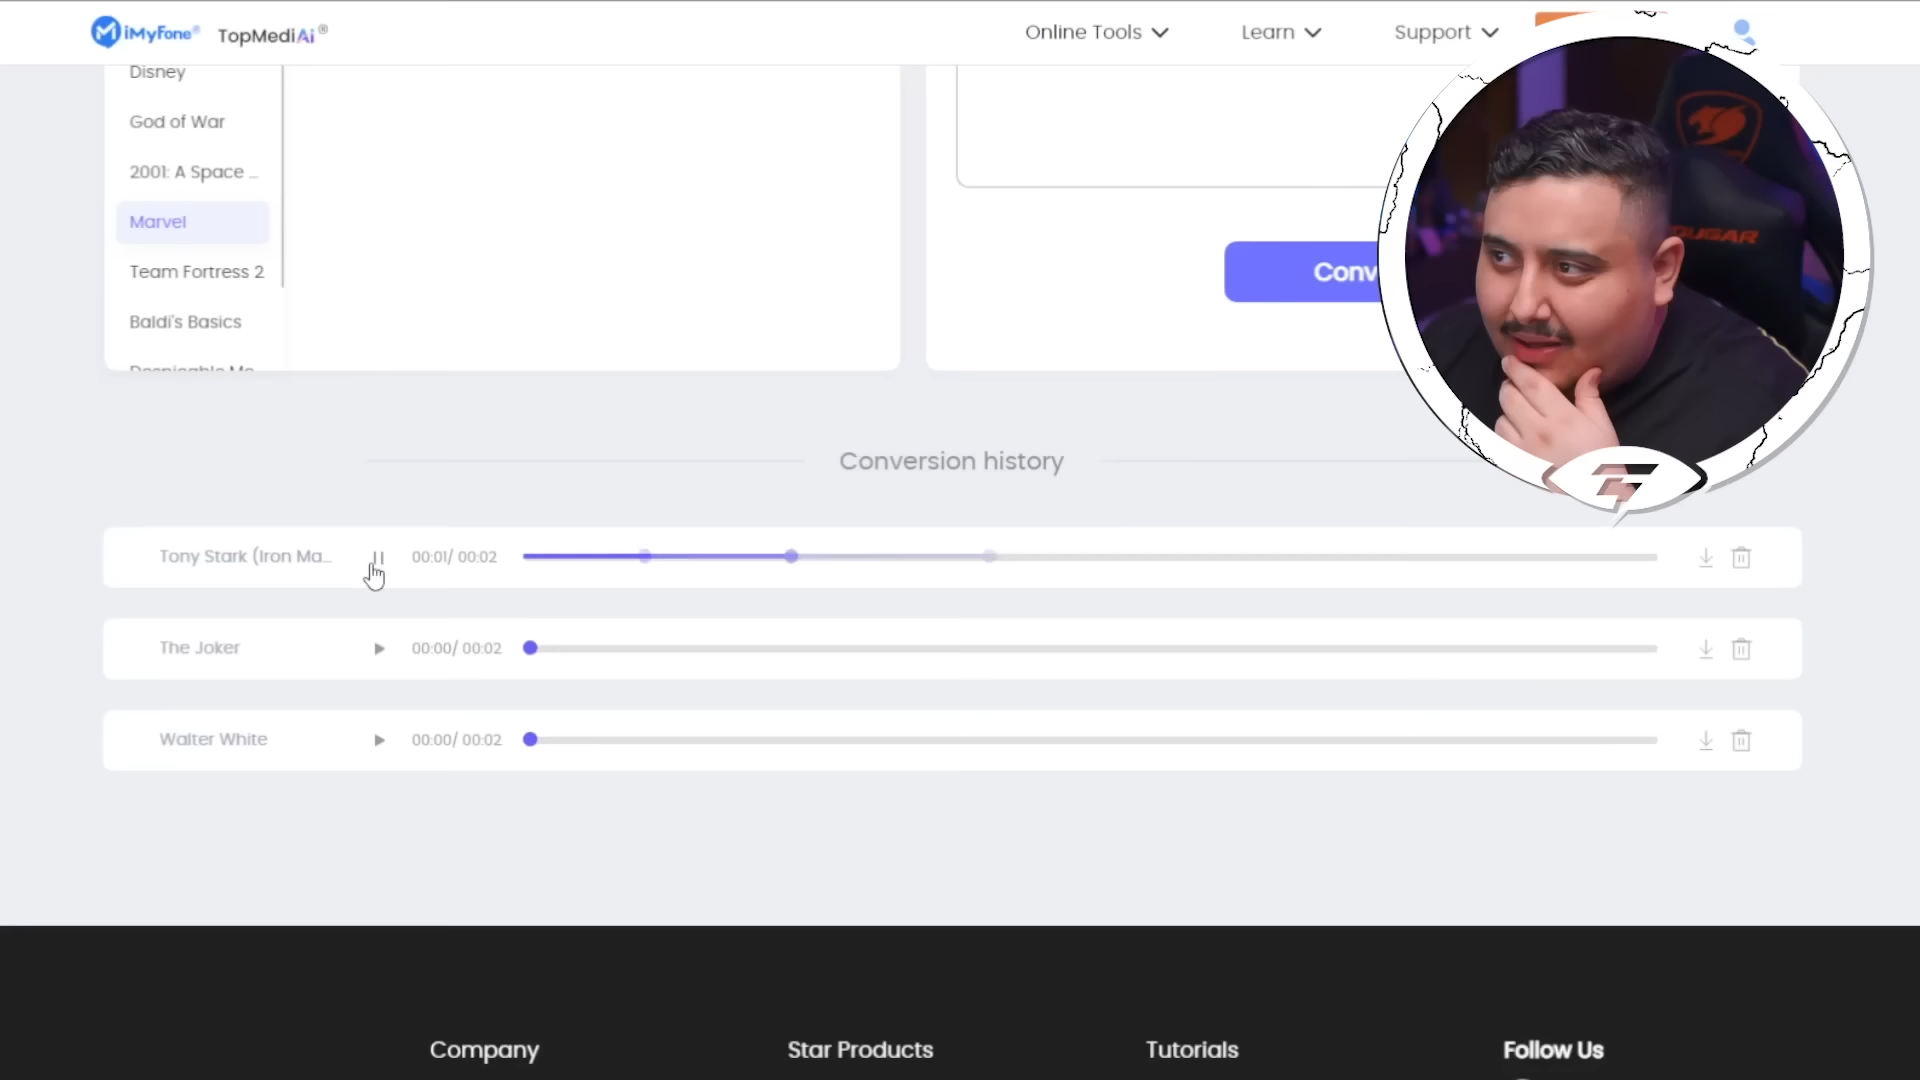 iMyFone® TopMediAi®
Online Tools
Learn
Support
Disney
God of War
2001: A Space ...
Marvel
Team Fortress 2
Baldi's Basics
Conv
COUGAR
Conversion history
Tony Stark (Iron Ma...
00:01/ 00:02
The Joker
00:00/ 00:02
Walter White
00:00/ 00:02
Company
Star Products
Tutorials
Follow Us